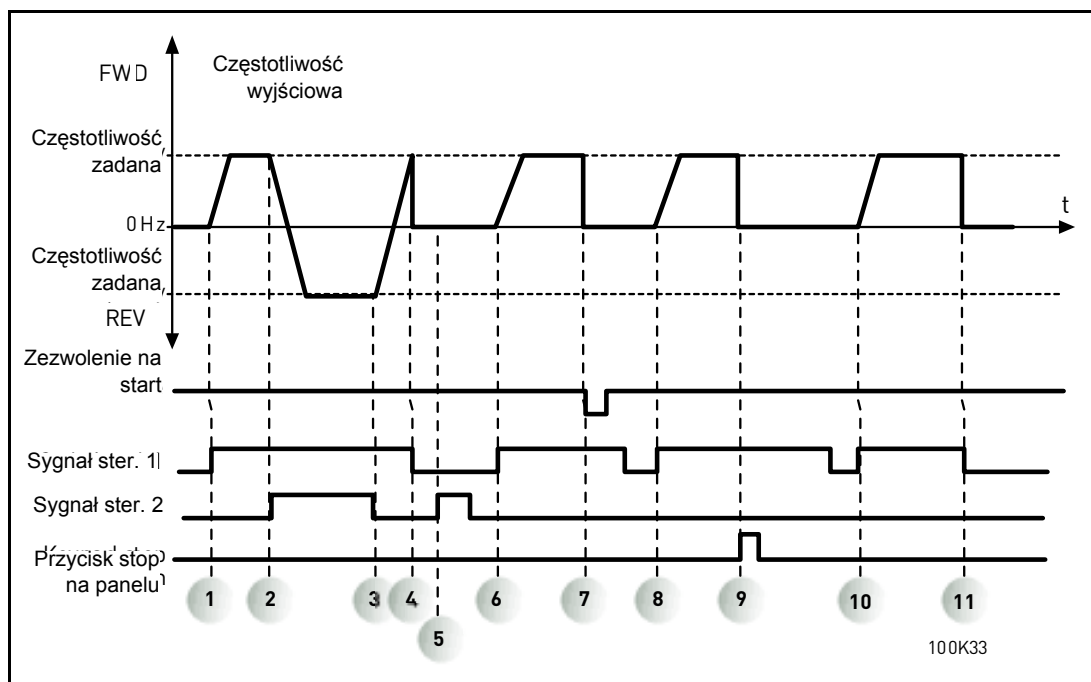 FWD
Częstotliwość
wyjściowa
Częstotliwość
zadana
0 Hz
t
Częstotliwość
zadana
REV
Zezwolenie na
start
Sygnał ster. 1
Sygnał ster. 2
Przycisk stop
na panelu
1
2
3
4
5
6
7
8
9
10
11
100K33